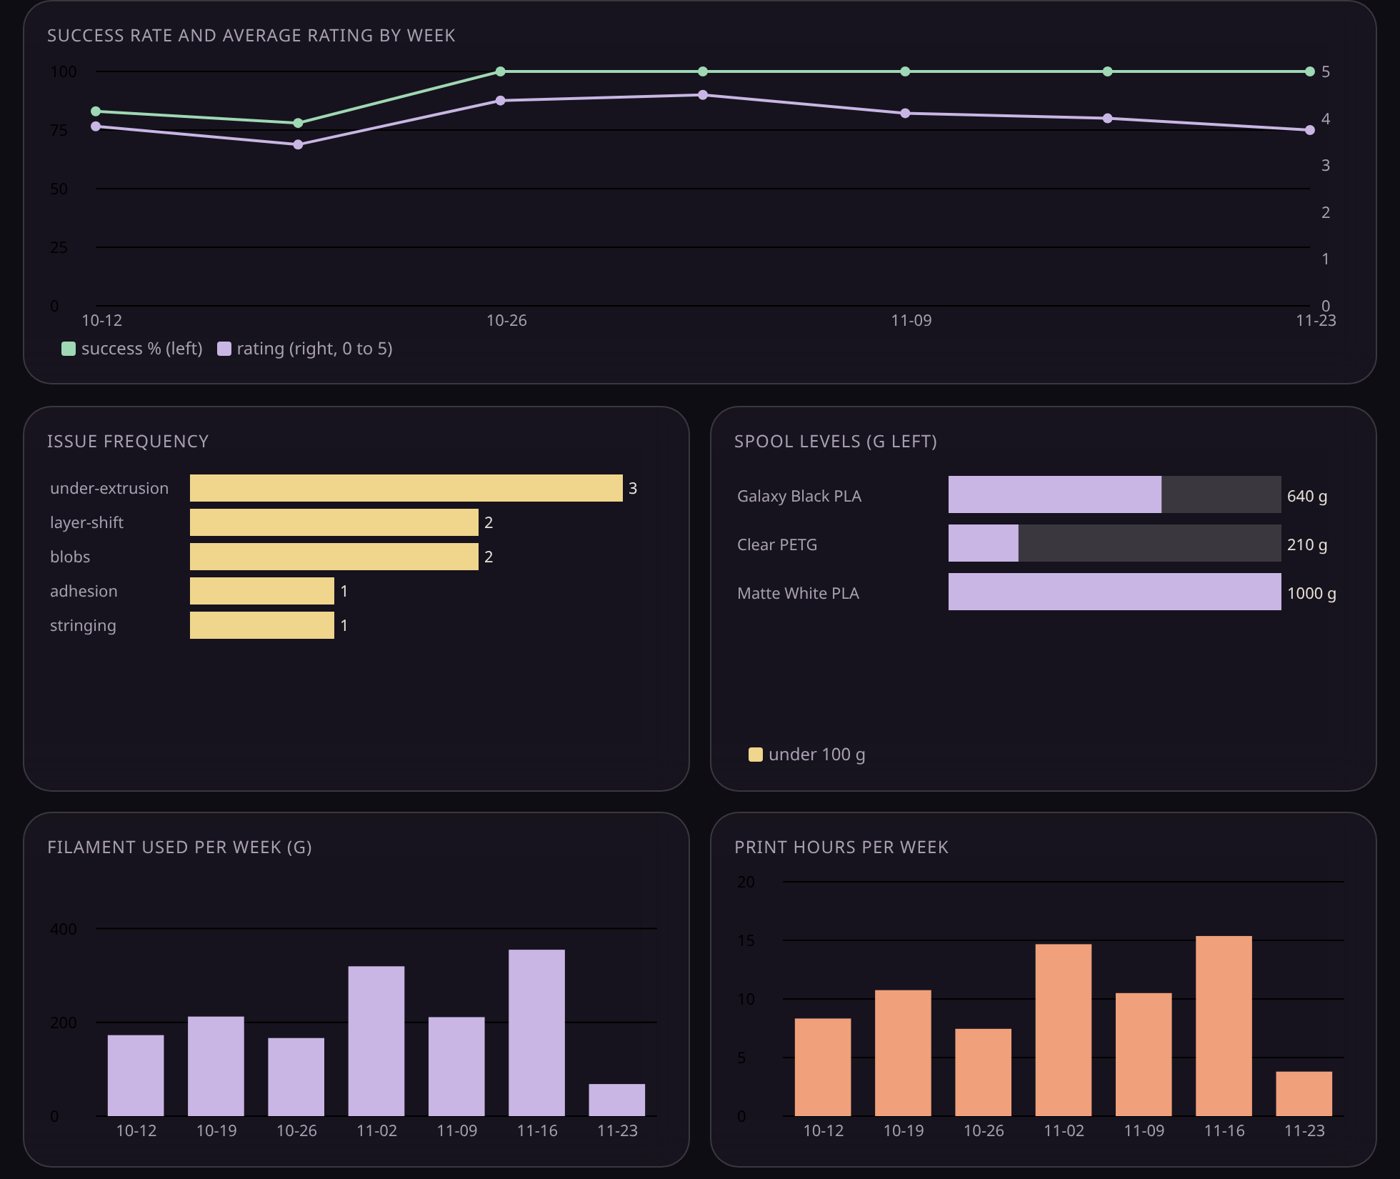 SUCCESS RATE AND AVERAGE RATING BY WEEK
100 5
4
75
3
50
2
25
1
0 0
10-12 10-26 11-09 11-23
success % (left) rating (right, 0 to 5)
ISSUE FREQUENCY
under-extrusion 3
layer-shift 2
blobs 2
adhesion 1
stringing 1
SPOOL LEVELS (G LEFT)
Galaxy Black PLA 640 g
Clear PETG 210 g
Matte White PLA 1000 g
under 100 g
FILAMENT USED PER WEEK (G)
400
200
0
10-12 10-19 10-26 11-02 11-09 11-16 11-23
PRINT HOURS PER WEEK
20
15
10
5
0
10-12 10-19 10-26 11-02 11-09 11-16 11-23